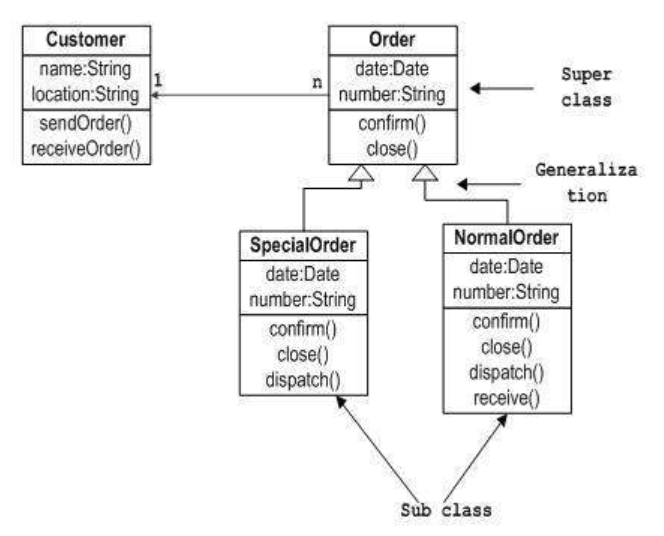 Customer
name:String
location:String
sendOrder()
receiveOrder()
1
n
Order
date:Date
number:String
confirm()
close()
Super
class
Generaliza
tion
SpecialOrder
date:Date
number:String
confirm()
close()
dispatch()
NormalOrder
date:Date
number:String
confirm()
close()
dispatch()
receive()
Sub class